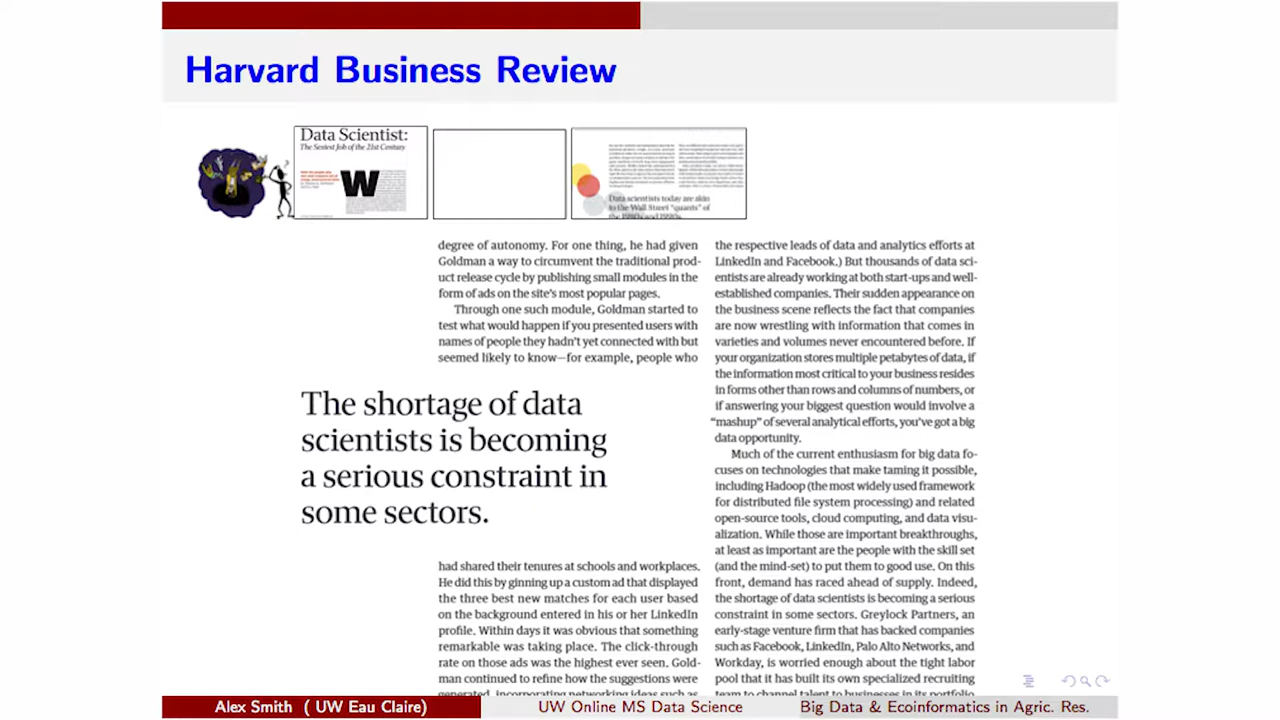 Harvard Business Review
Data Scientist:
The Sexiest Job of the 21st Century
W
Data scientists today are akin
to the Wall Street “quants” of
the 1980s and 1990s.
degree of autonomy. For one thing, he had given
Goldman a way to circumvent the traditional prod-
uct release cycle by publishing small modules in the
form of ads on the site's most popular pages.
Through one such module, Goldman started to
test what would happen if you presented users with
names of people they hadn't yet connected with but
seemed likely to know—for example, people who
The shortage of data
scientists is becoming
a serious constraint in
some sectors.
had shared their tenures at schools and workplaces.
He did this by ginning up a custom ad that displayed
the three best new matches for each user based
on the background entered in his or her LinkedIn
profile. Within days it was obvious that something
remarkable was taking place. The click-through
rate on those ads was the highest ever seen. Gold-
man continued to refine how the suggestions were
generated, incorporating networking ideas such as
the respective leads of data and analytics efforts at
LinkedIn and Facebook.) But thousands of data sci-
entists are already working at both start-ups and well-
established companies. Their sudden appearance on
the business scene reflects the fact that companies
are now wrestling with information that comes in
varieties and volumes never encountered before. If
your organization stores multiple petabytes of data, if
the information most critical to your business resides
in forms other than rows and columns of numbers, or
if answering your biggest question would involve a
“mashup” of several analytical efforts, you've got a big
data opportunity.
Much of the current enthusiasm for big data fo-
cuses on technologies that make taming it possible,
including Hadoop (the most widely used framework
for distributed file system processing) and related
open-source tools, cloud computing, and data visu-
alization. While those are important breakthroughs,
at least as important are the people with the skill set
(and the mind-set) to put them to good use. On this
front, demand has raced ahead of supply. Indeed,
the shortage of data scientists is becoming a serious
constraint in some sectors. Greylock Partners, an
early-stage venture firm that has backed companies
such as Facebook, LinkedIn, Palo Alto Networks, and
Workday, is worried enough about the tight labor
pool that it has built its own specialized recruiting
team to channel talent to businesses in its portfolio
Alex Smith ( UW Eau Claire)
UW Online MS Data Science
Big Data & Ecoinformatics in Agric. Res.